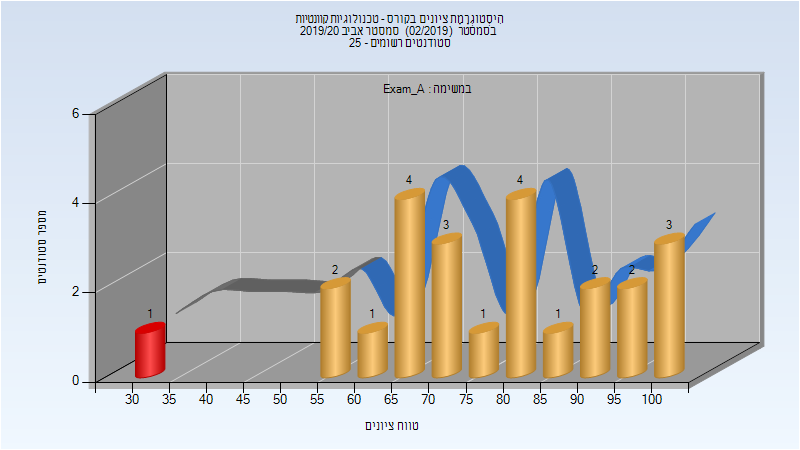 היסטוגרמת ציונים בקורס - טכנולוגיות קוונטיות
בסמסטר (02/2019) סמסטר אביב 2019/20
סטודנטים רשומים - 25
במשימה : Exam_A
מספר סטודנטים
6
4
2
0
1
2
1
4
3
1
4
1
2
2
3
30 35 40 45 50 55 60 65 70 75 80 85 90 95 100
טווח ציונים